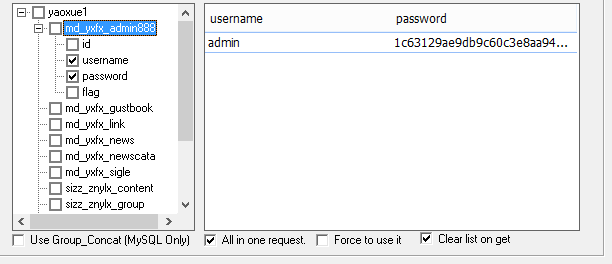 yaoxue1
md_yxfx_admin888
id
username
password
flag
md_yxfx_gustbook
md_yxfx_link
md_yxfx_news
md_yxfx_newscata
md_yxfx_sigle
sizz_znylx_content
sizz_znylx_group
username password
admin 1c63129ae9db9c60c3e8aa94...
Use Group_Concat (MySQL Only) All in one request. Force to use it Clear list on get